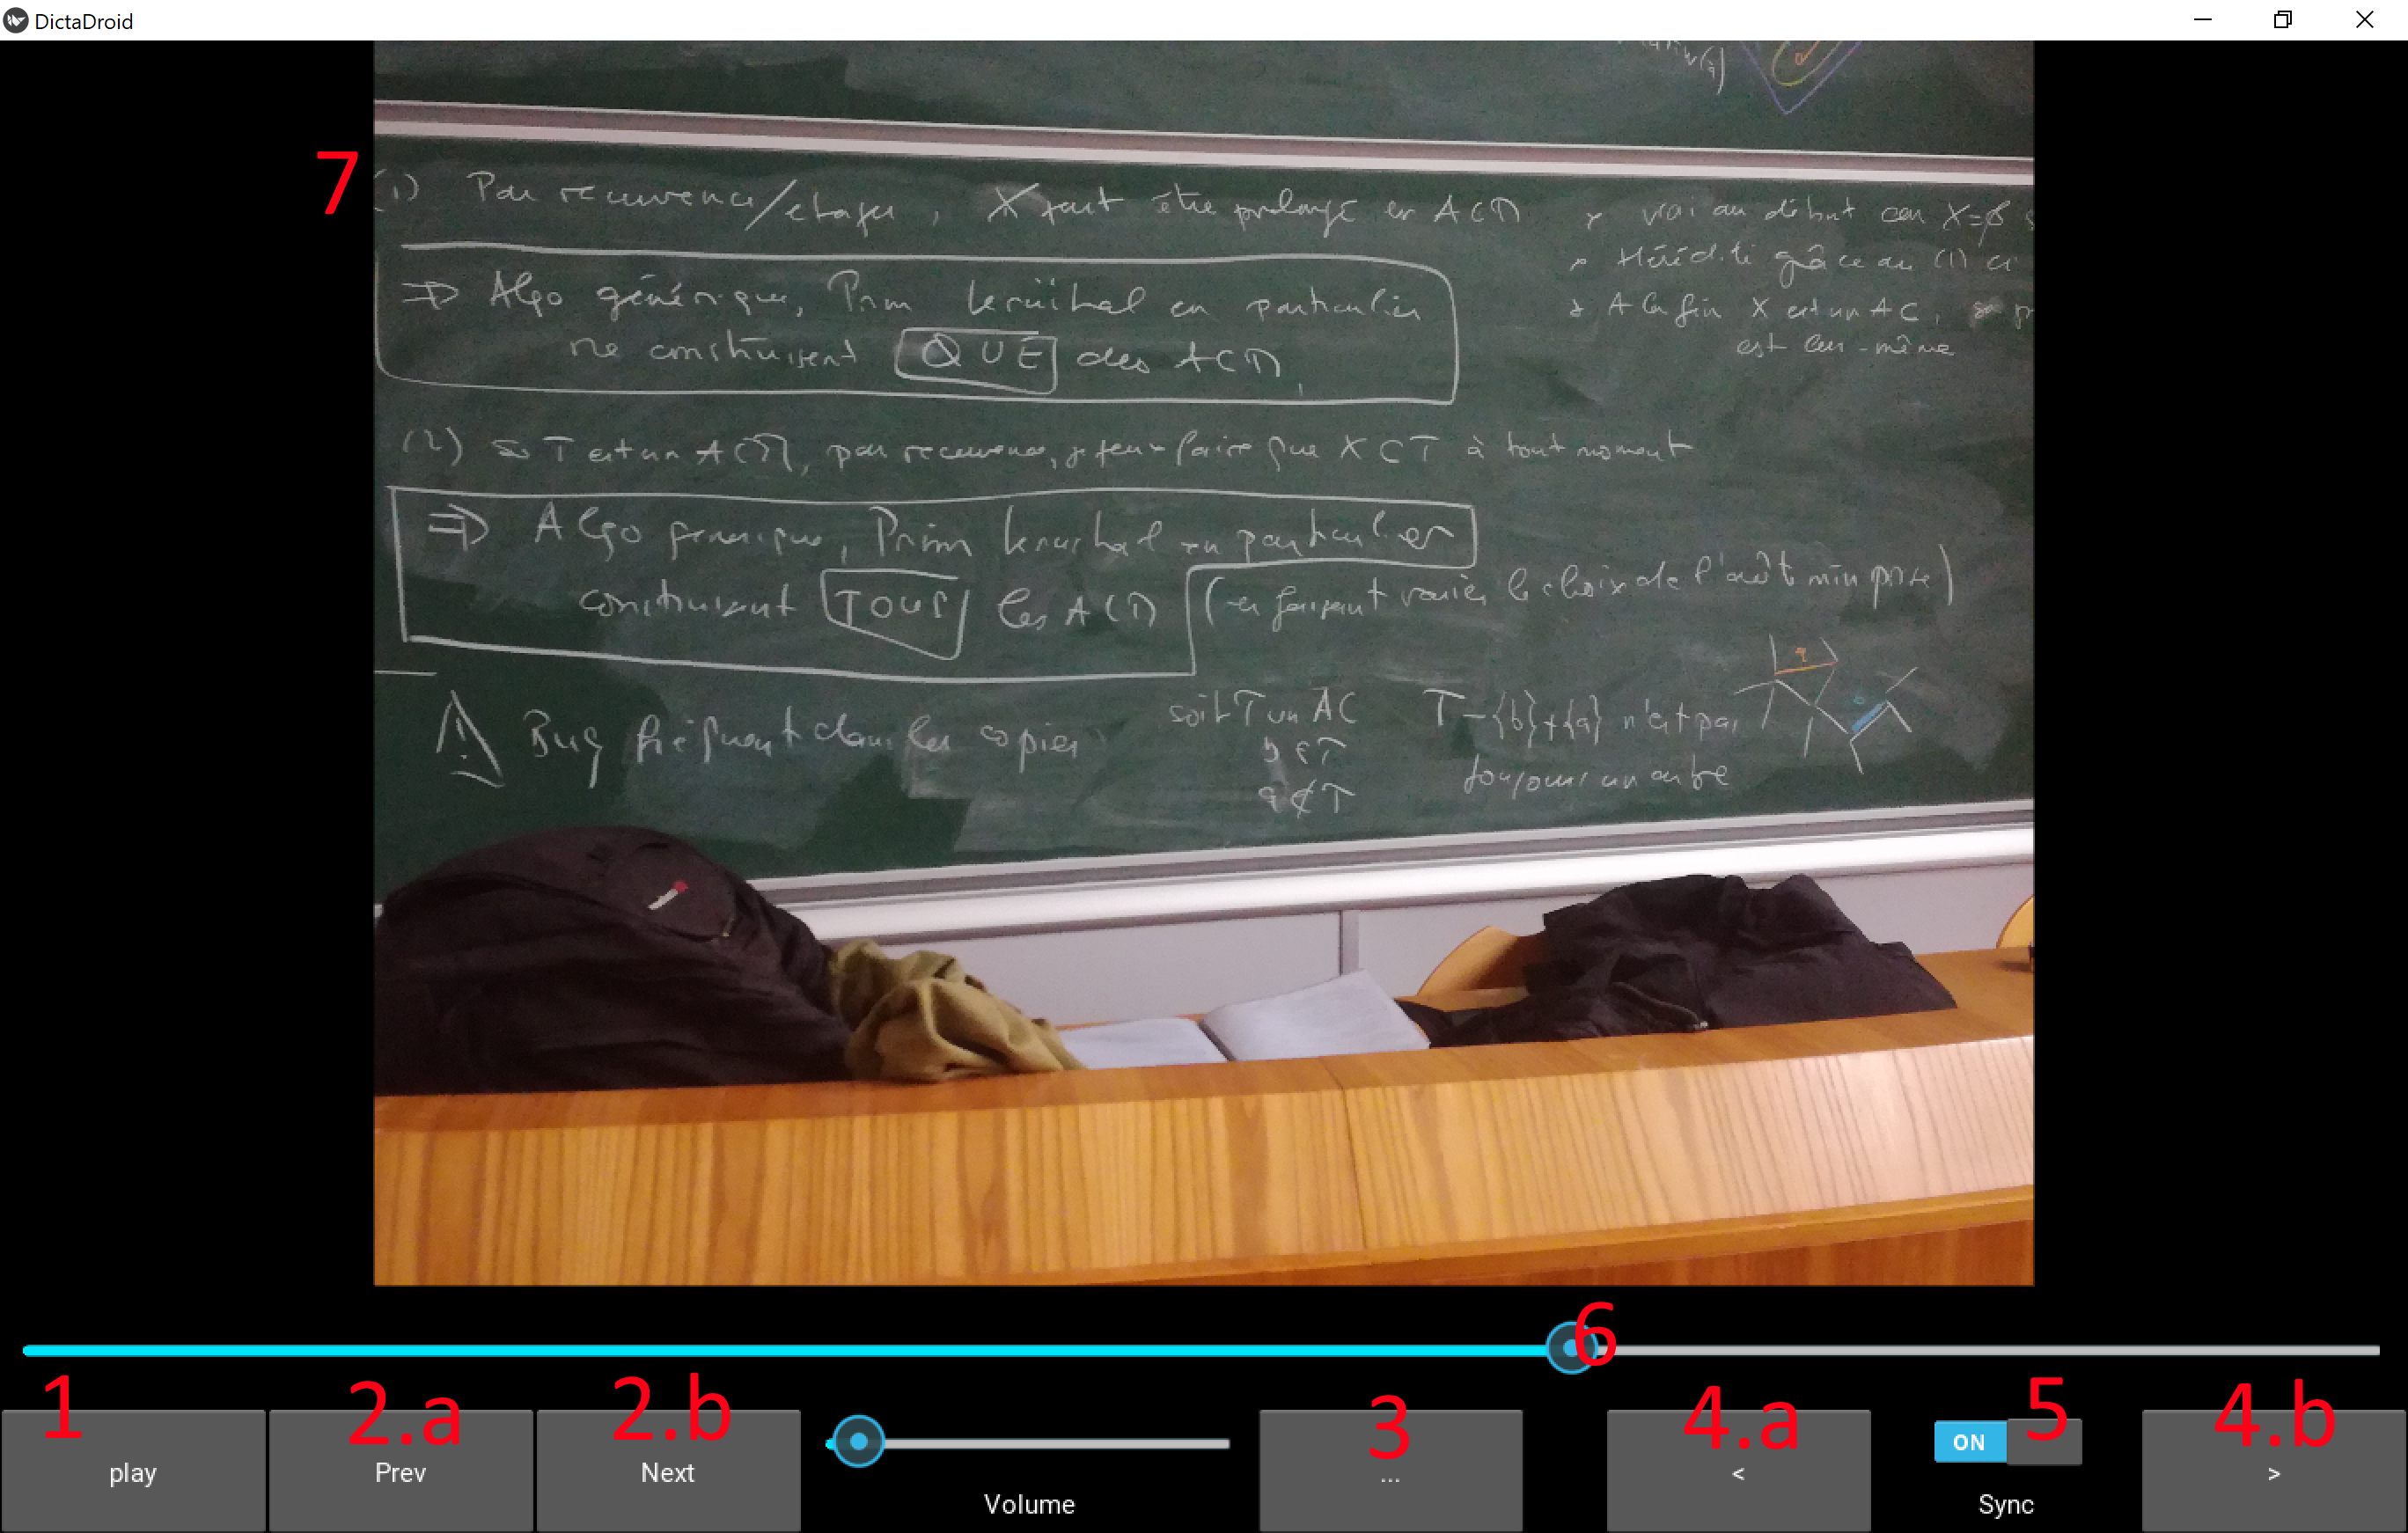 DictaDroid
7
(1) Par recurrence/etapes, X peut être prolongé en ACM
⇒ Algo générique, Prim Kruskal en particulier
ne construisent QUE des ACM
vrai au début car X=∅
Hérédité grâce au (1)
A la fin X est un AC,
est lui-même
(2) si T est un ACM, par recurrence, je peux faire que X ⊂ T à tout moment
⇒ Algo generique, Prim Kruskal en particulier
construisent TOUS les ACM (en faisant varier le choix de l'arête min prise)
! Bug fréquent dans les copies
soit T un AC
b ∈ T
a ∉ T
T-{b}+{a} n'est pas
toujours un arbre
6
1
2.a
2.b
3
4.a
5
4.b
play
Prev
Next
Volume
...
<
ON
Sync
>